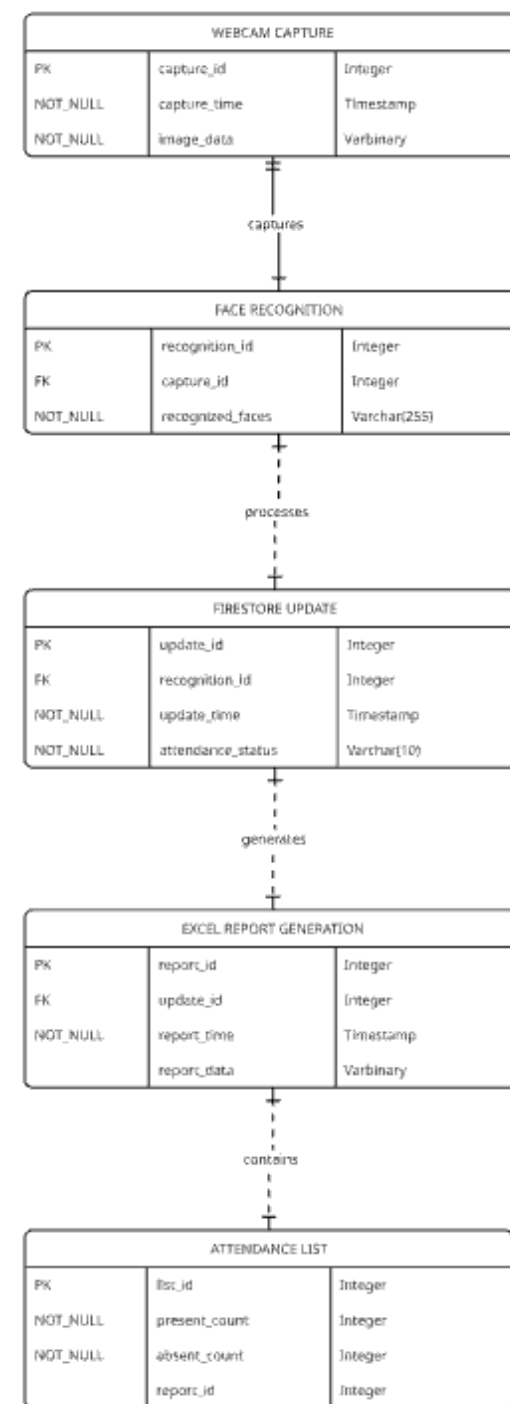 WEBCAM CAPTURE
PK capture_id Integer
NOT_NULL capture_time Timestamp
NOT_NULL image_data Varbinary
captures
FACE RECOGNITION
PK recognition_id Integer
FK capture_id Integer
NOT_NULL recognized_faces Varchar(255)
processes
FIRESTORE UPDATE
PK update_id Integer
FK recognition_id Integer
NOT_NULL update_time Timestamp
NOT_NULL attendance_status Varchar(10)
generates
EXCEL REPORT GENERATION
PK report_id Integer
FK update_id Integer
NOT_NULL report_time Timestamp
report_data Varbinary
contains
ATTENDANCE LIST
PK list_id Integer
NOT_NULL present_count Integer
NOT_NULL absent_count Integer
report_id Integer